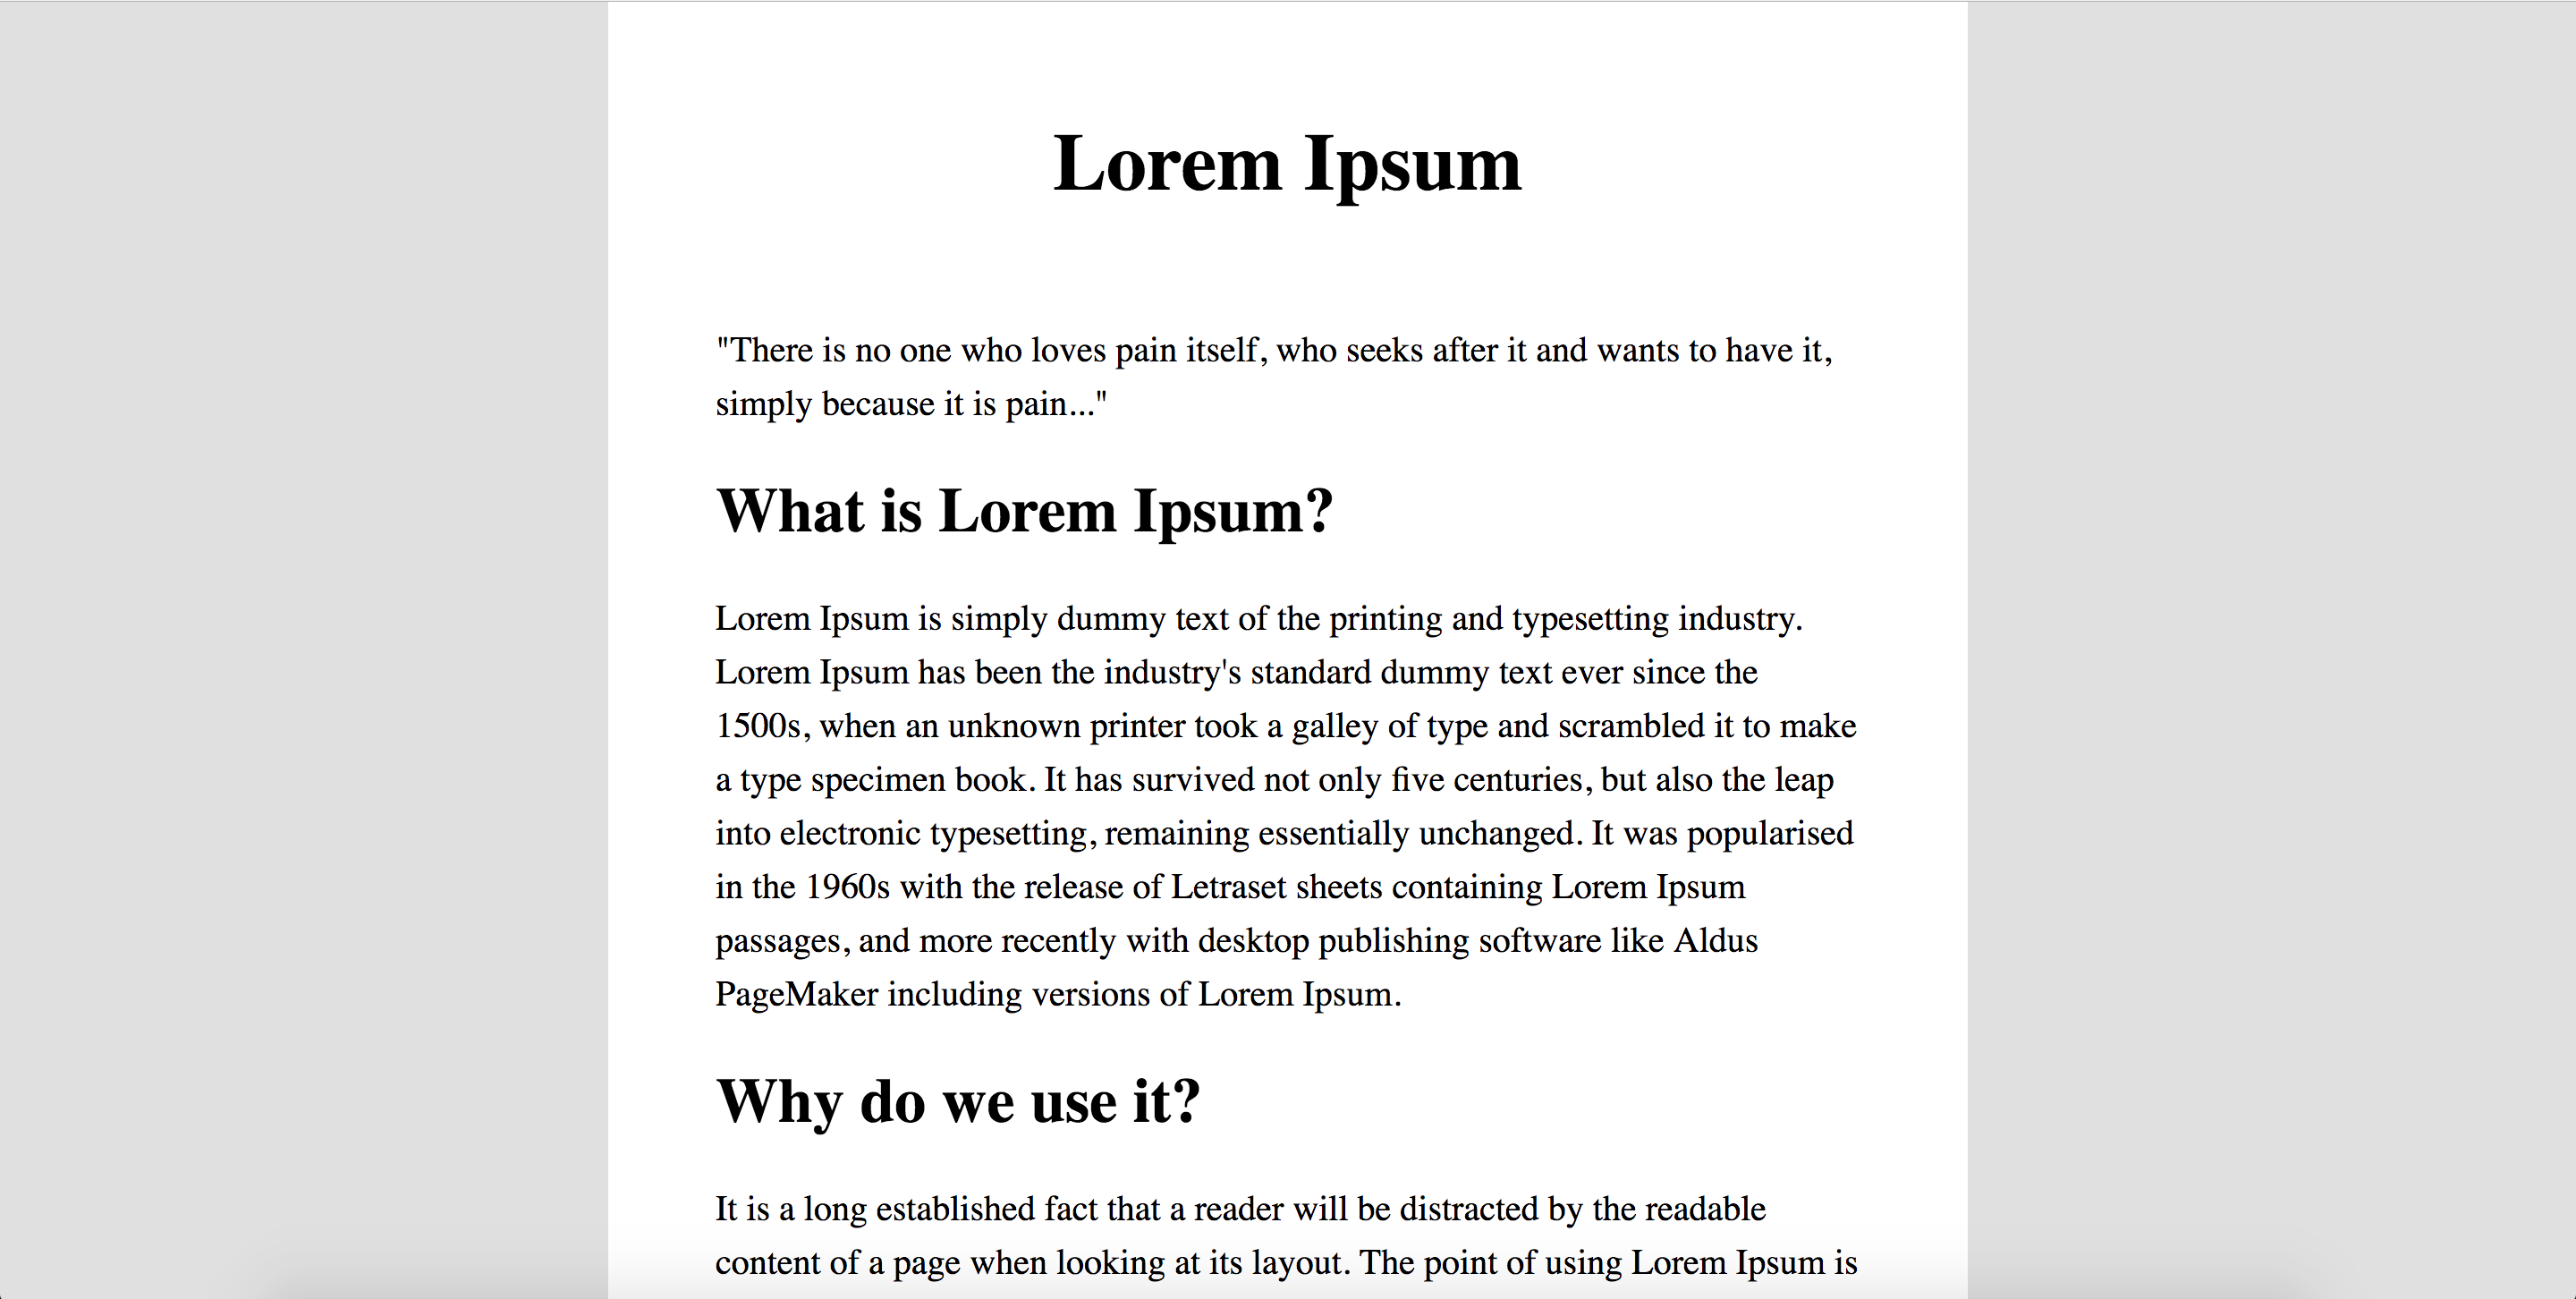 Lorem Ipsum
"There is no one who loves pain itself, who seeks after it and wants to have it,
simply because it is pain..."
What is Lorem Ipsum?
Lorem Ipsum is simply dummy text of the printing and typesetting industry.
Lorem Ipsum has been the industry's standard dummy text ever since the
1500s, when an unknown printer took a galley of type and scrambled it to make
a type specimen book. It has survived not only five centuries, but also the leap
into electronic typesetting, remaining essentially unchanged. It was popularised
in the 1960s with the release of Letraset sheets containing Lorem Ipsum
passages, and more recently with desktop publishing software like Aldus
PageMaker including versions of Lorem Ipsum.
Why do we use it?
It is a long established fact that a reader will be distracted by the readable
content of a page when looking at its layout. The point of using Lorem Ipsum is